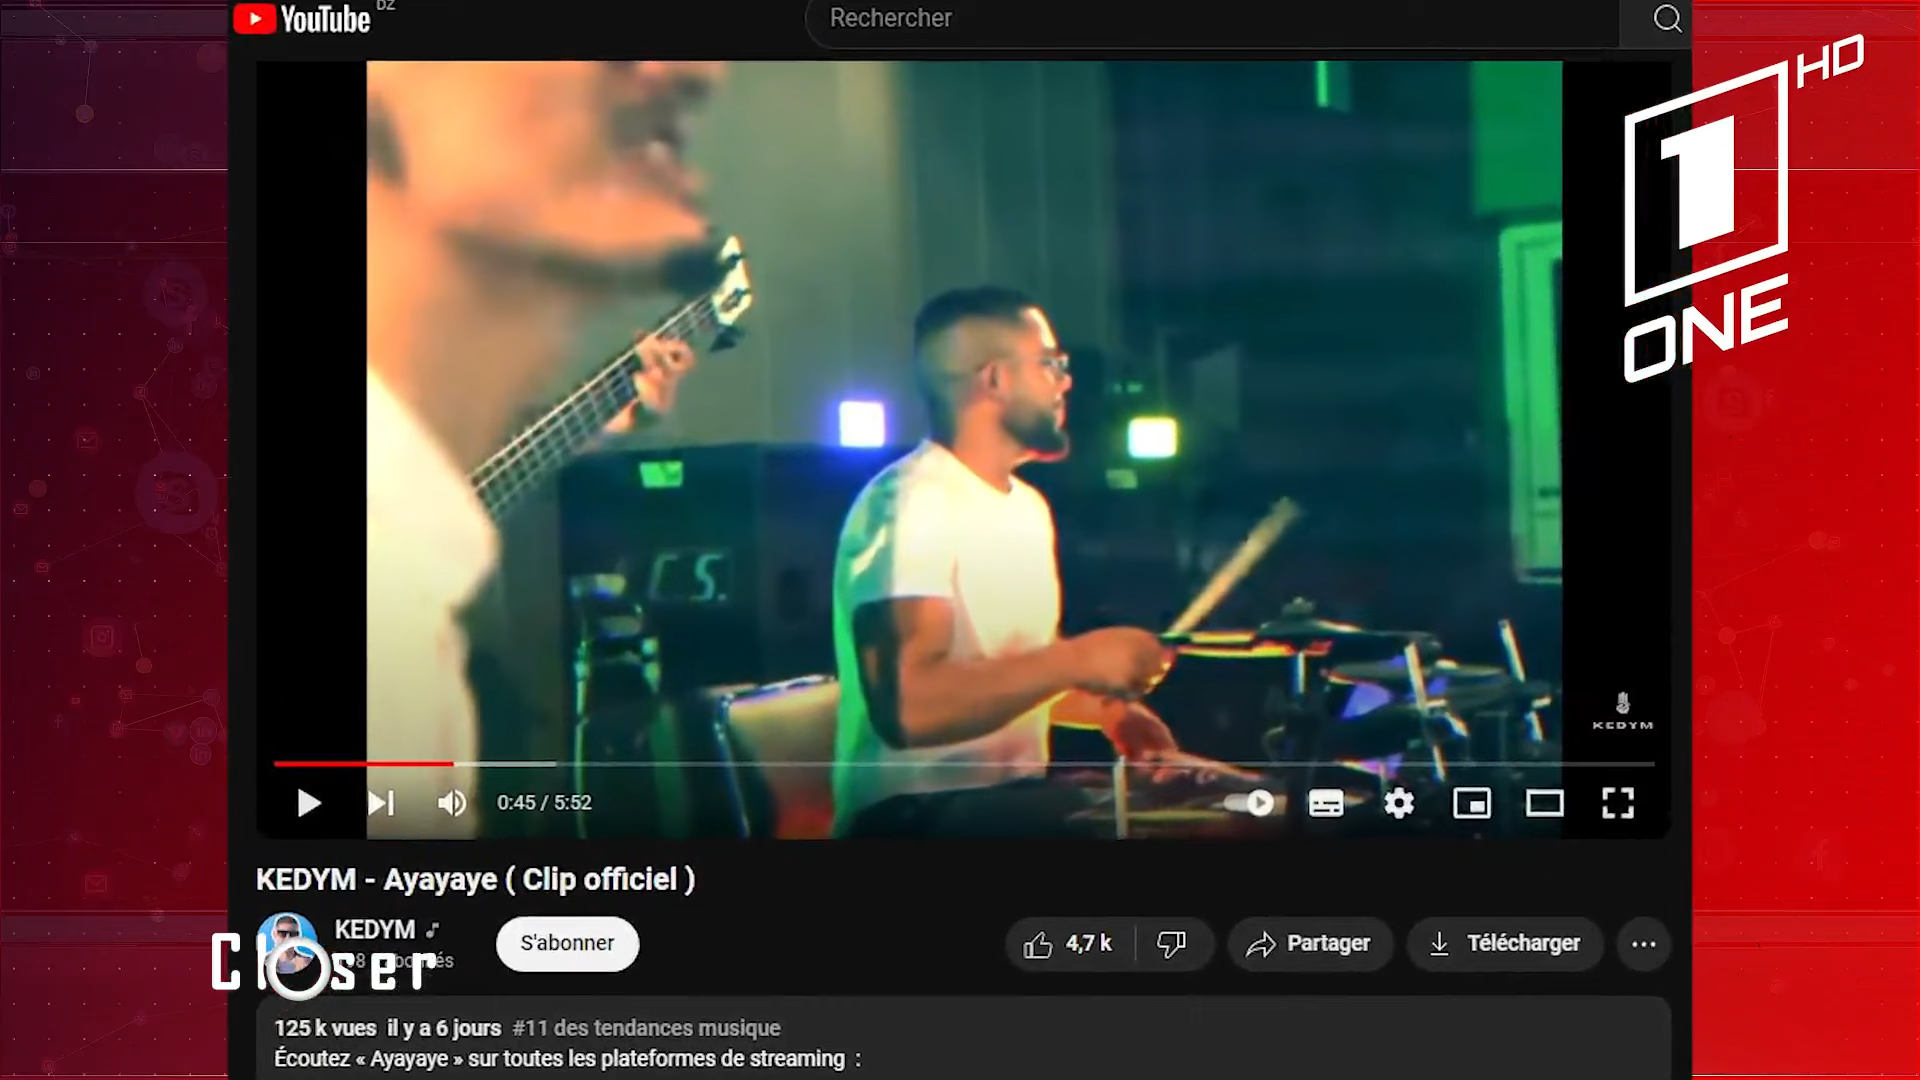 YouTube DZ
Rechercher
HD
1
ONE
C.S.
KEDYM
0:45 / 5:52
KEDYM - Ayayaye ( Clip officiel )
KEDYM
S'abonner
4,7 k
Partager
Télécharger
Closer
125 k vues il y a 6 jours #11 des tendances musique
Écoutez « Ayayaye » sur toutes les plateformes de streaming :